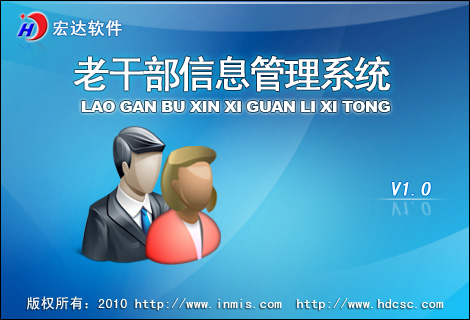 宏达软件
老干部信息管理系统
LAO GAN BU XIN XI GUAN LI XI TONG
V1.0
版权所有：2010 http://www.inmis.com http://www.hdcsc.com